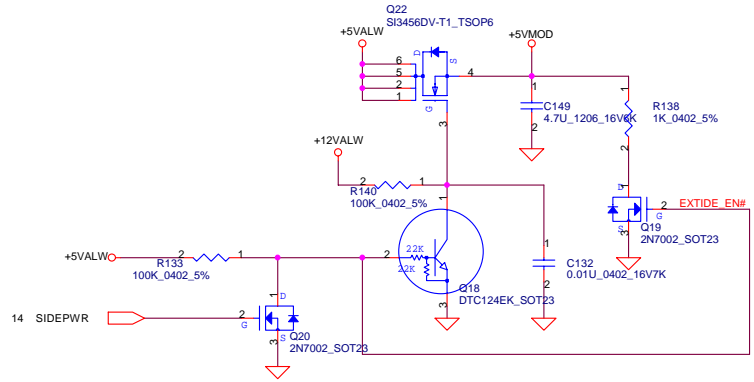 Q22
SI3456DV-T1_TSOP6
+5VALW
+5VMOD
D
S
G
6
5
2
1
4
3
1
2
C149
4.7U_1206_16V6K
1
2
R138
1K_0402_5%
+12VALW
2
1
R140
100K_0402_5%
1
D
S
G
2
3
EXTIDE_EN#
Q19
2N7002_SOT23
+5VALW
2
1
R133
100K_0402_5%
2
22K
22K
1
3
Q18
DTC124EK_SOT23
1
2
C132
0.01U_0402_16V7K
14 SIDEPWR
2
G
1
D
S
3
Q20
2N7002_SOT23